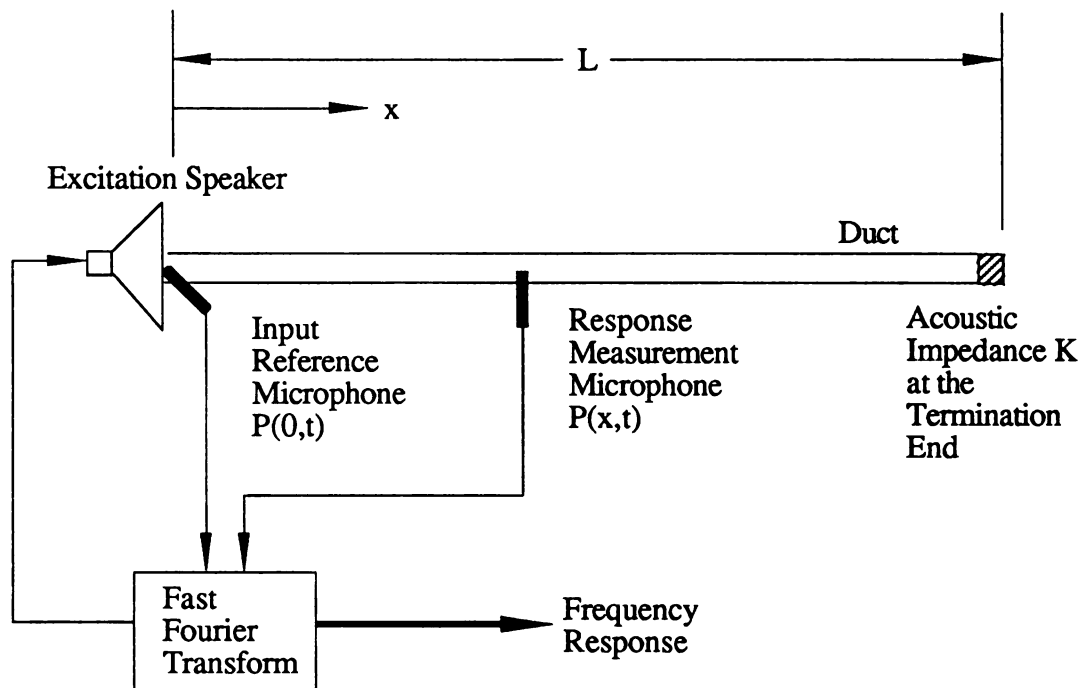 L
x
Excitation Speaker
Duct
Input
Reference
Microphone
P(0,t)
Response
Measurement
Microphone
P(x,t)
Acoustic
Impedance K
at the
Termination
End
Fast
Fourier
Transform
Frequency
Response